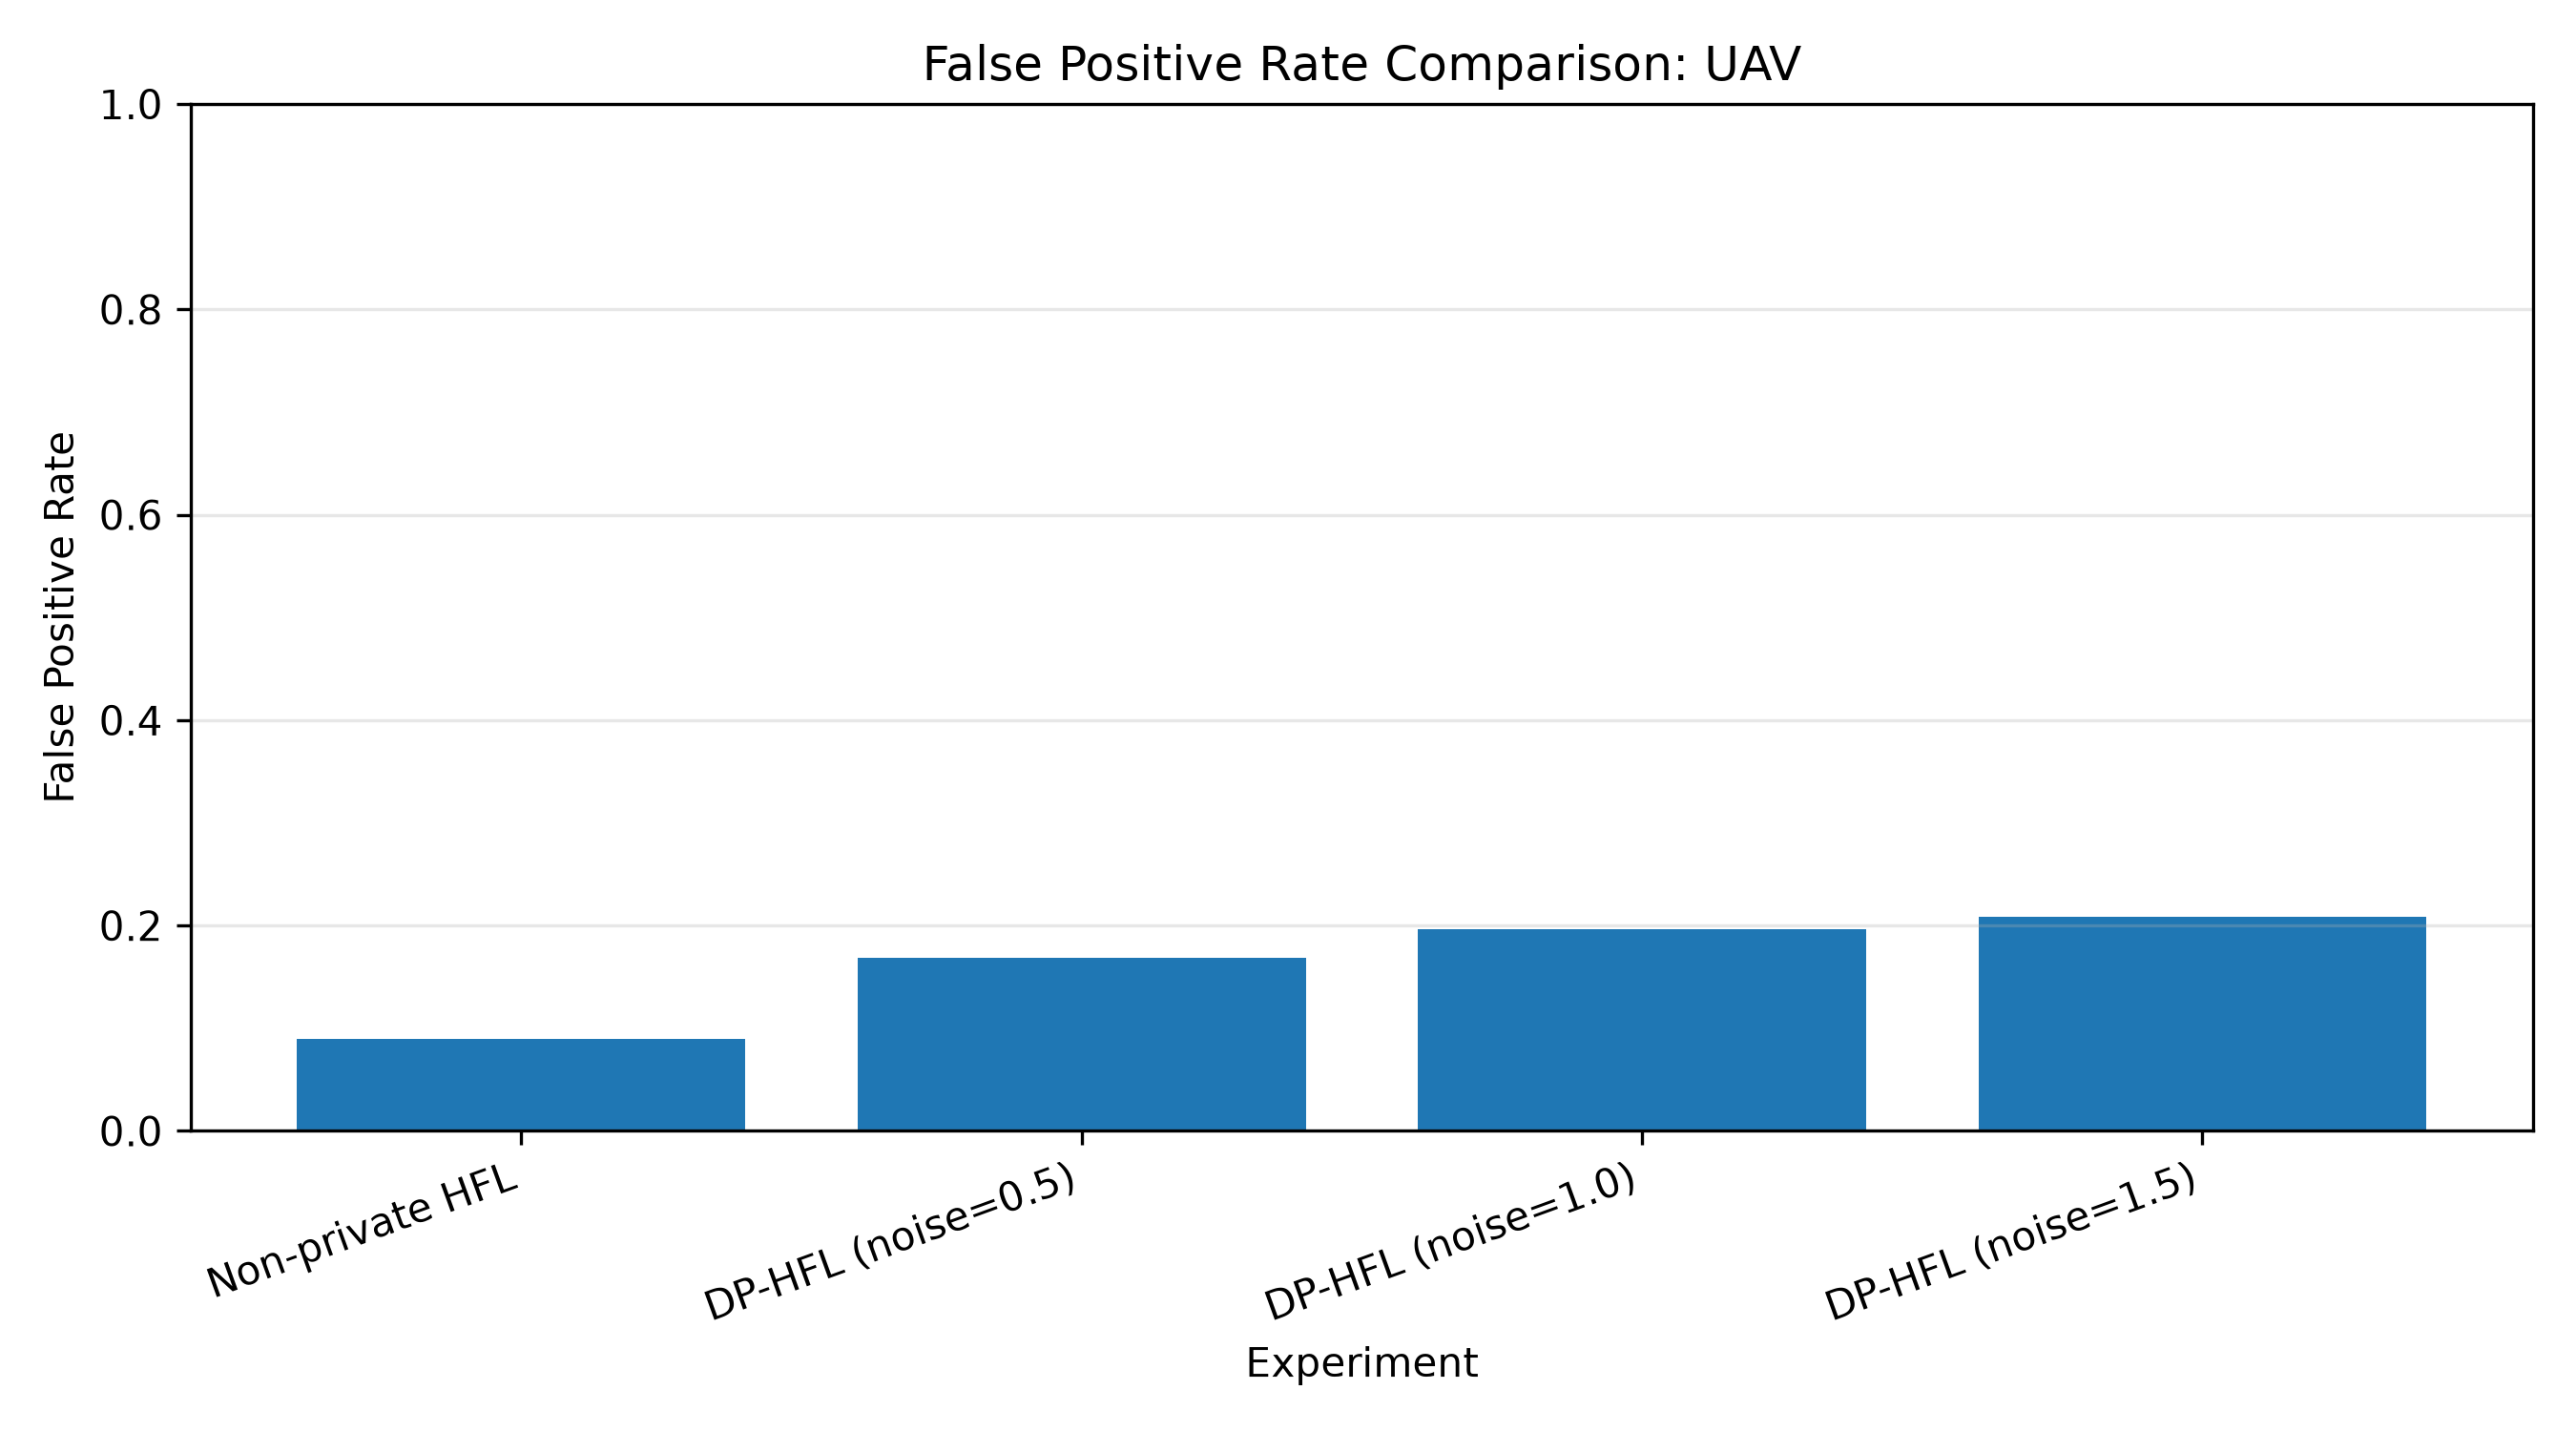 False Positive Rate Comparison: UAV
False Positive Rate
1.0
0.8
0.6
0.4
0.2
0.0
Non-private HFL
DP-HFL (noise=0.5)
DP-HFL (noise=1.0)
DP-HFL (noise=1.5)
Experiment